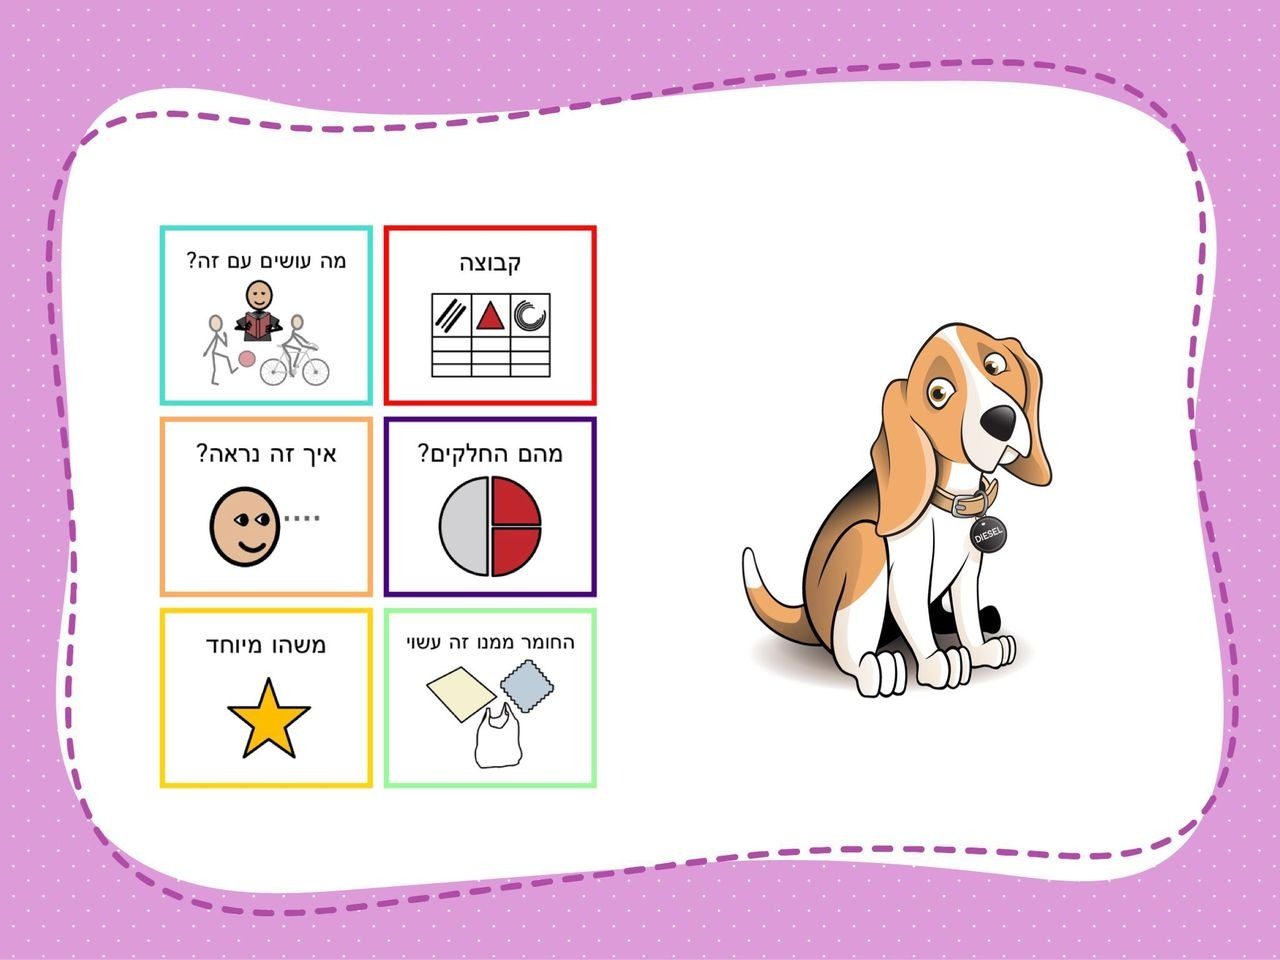 קבוצה
מה עושים עם זה?
מהם החלקים?
איך זה נראה?
החומר ממנו זה עשוי
משהו מיוחד
DIESEL